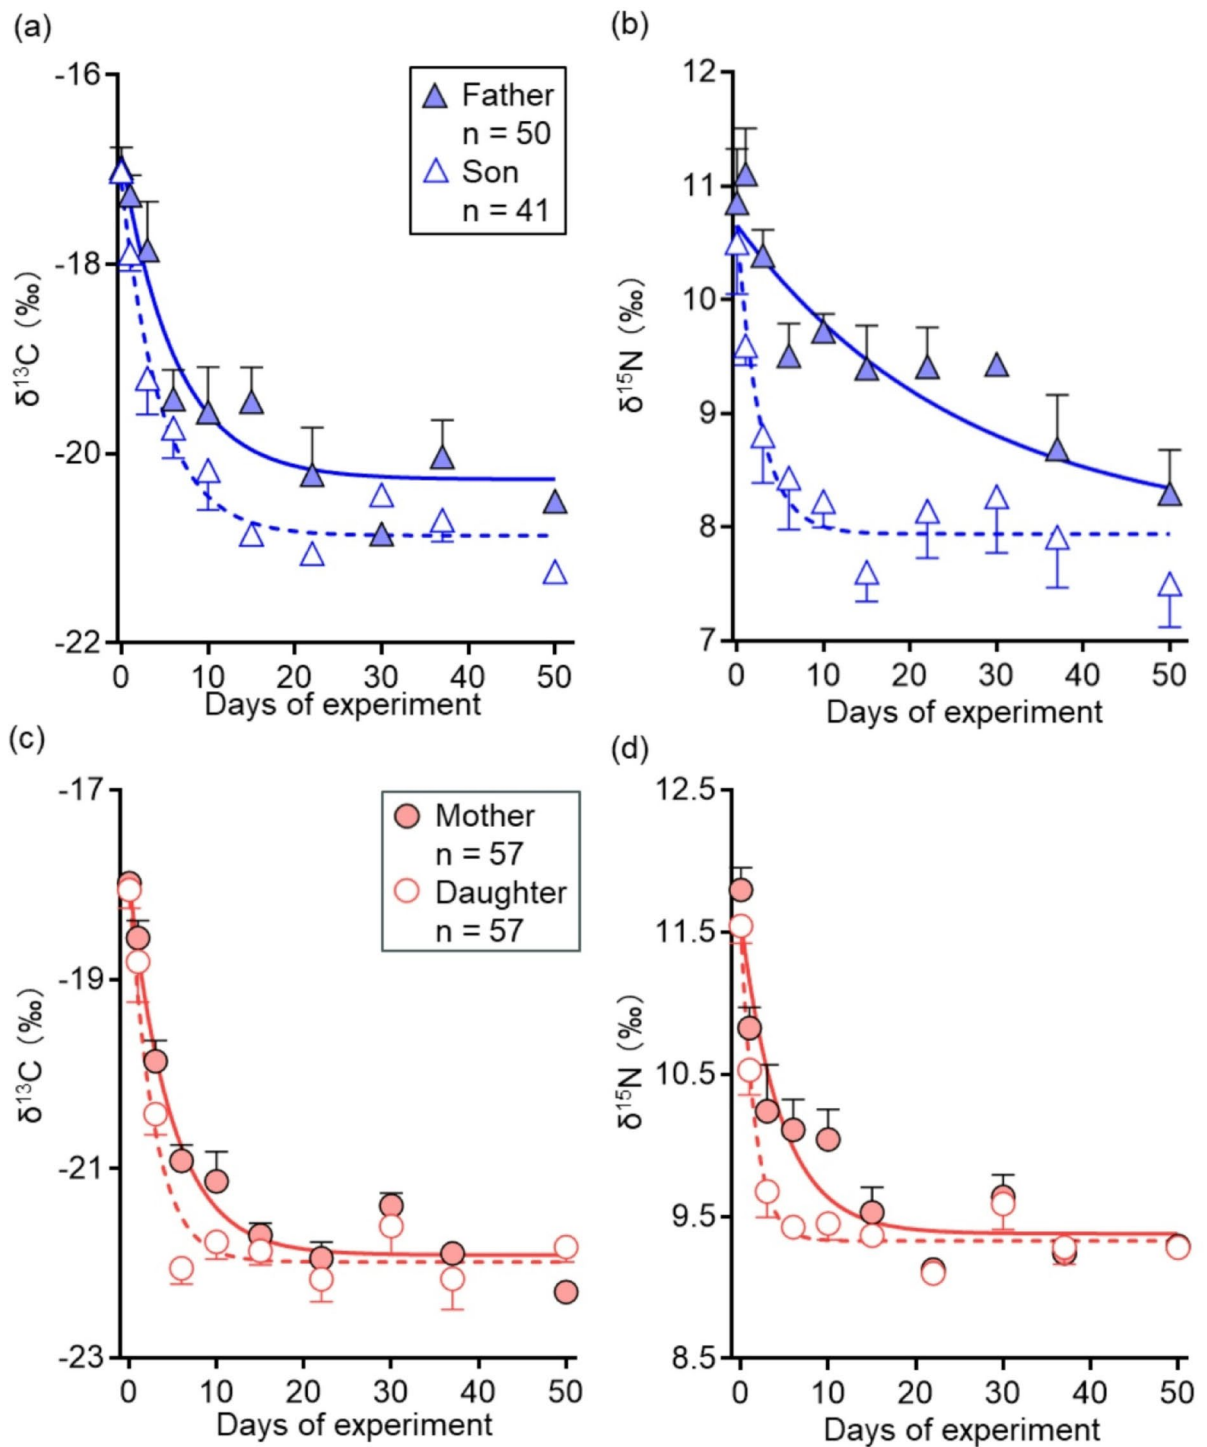 (a)
-16
-18
-20
-22
δ¹³C (‰)
Father
n = 50
Son
n = 41
0 10 20 30 40 50
Days of experiment
(b)
12
11
10
9
8
7
δ¹⁵N (‰)
0 10 20 30 40 50
Days of experiment
(c)
-17
-19
-21
-23
δ¹³C (‰)
Mother
n = 57
Daughter
n = 57
0 10 20 30 40 50
Days of experiment
(d)
12.5
11.5
10.5
9.5
8.5
δ¹⁵N (‰)
0 10 20 30 40 50
Days of experiment